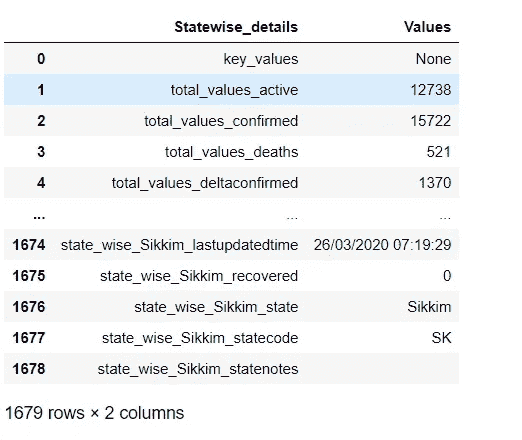 Statewise_details Values
0 key_values None
1 total_values_active 12738
2 total_values_confirmed 15722
3 total_values_deaths 521
4 total_values_deltaconfirmed 1370
... ... ...
1674 state_wise_Sikkim_lastupdatedtime 26/03/2020 07:19:29
1675 state_wise_Sikkim_recovered 0
1676 state_wise_Sikkim_state Sikkim
1677 state_wise_Sikkim_statecode SK
1678 state_wise_Sikkim_statenotes
1679 rows × 2 columns